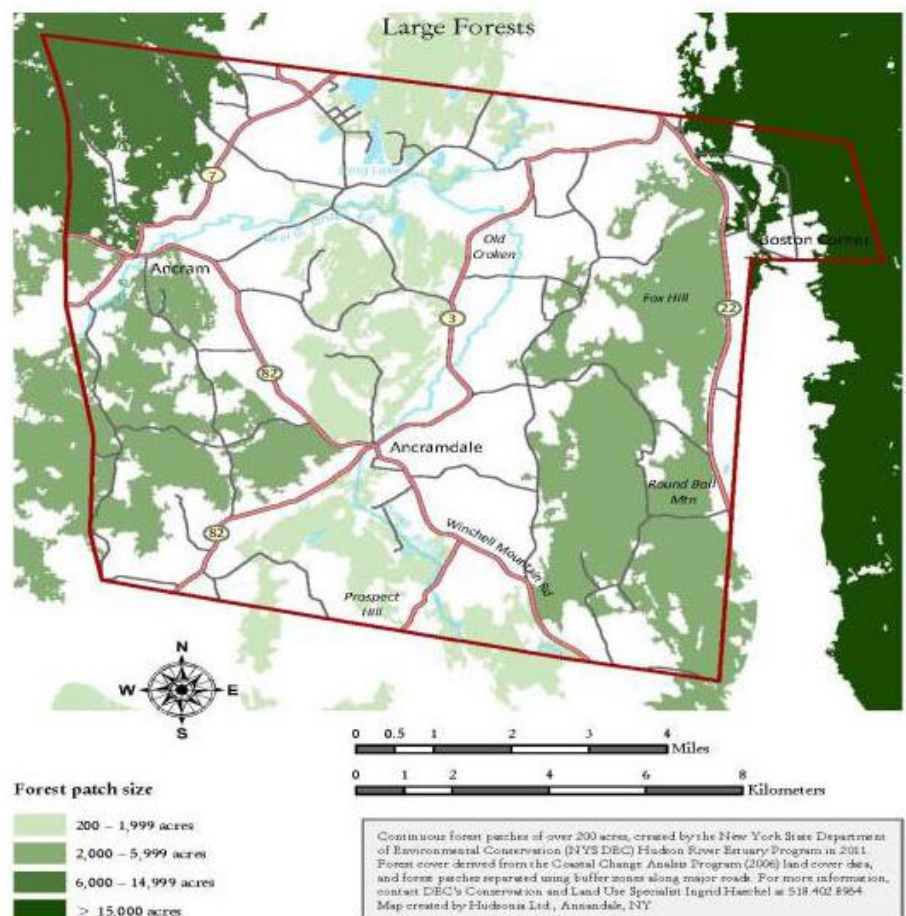 Large Forests
7
Long Lake
Old
Croken
Ancram
Boston Corner
Fox Hill
3
22
82
Ancramdale
Round Ball
Mtn
82
Winchell Mountain Rd
Prospect
Hill
N
W
E
S
0 0.5 1 2 3 4
Miles
0 1 2 4 6 8
Kilometers
Forest patch size
200 – 1,999 acres
2,000 – 5,999 acres
6,000 – 14,999 acres
> 15,000 acres
Continuous forest patches of over 200 acres, created by the New York State Department
of Environmental Conservation (NYS DEC) Hudson River Estuary Program in 2011.
Forest cover derived from the Coastal Change Analsis Program (2006) land cover data,
and forest patches separated using buffer zones along major roads. For more information,
contact DEC's Conservation and Land Use Specialist Ingrid Haeckel at 518.402.8954
Map created by Hudsonia Ltd., Annandale, NY.